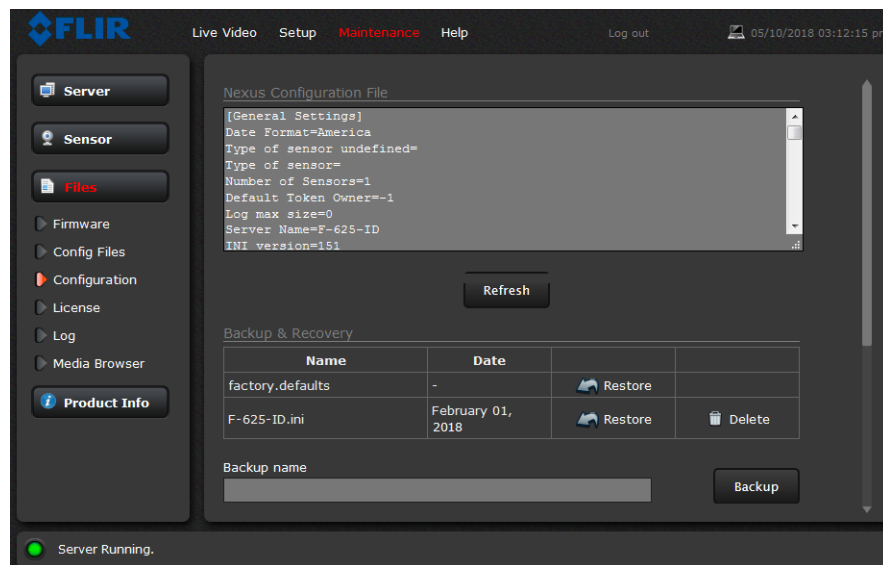 FLIR
Live Video Setup Maintenance Help Log out 05/10/2018 03:12:15 pm
Server
Sensor
Files
Firmware
Config Files
Configuration
License
Log
Media Browser
Product Info
Nexus Configuration File
[General Settings]
Date Format=America
Type of sensor undefined=
Type of sensor=
Number of Sensors=1
Default Token Owner=-1
Log max size=0
Server Name=F-625-ID
INI version=151
Refresh
Backup & Recovery
Name Date
factory.defaults - Restore
F-625-ID.ini February 01, 2018 Restore Delete
Backup name
Backup
Server Running.